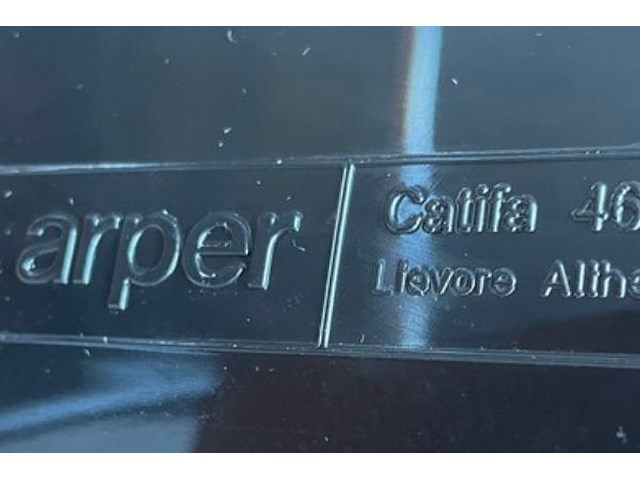 arper
Catifa 46
Lievore Althe